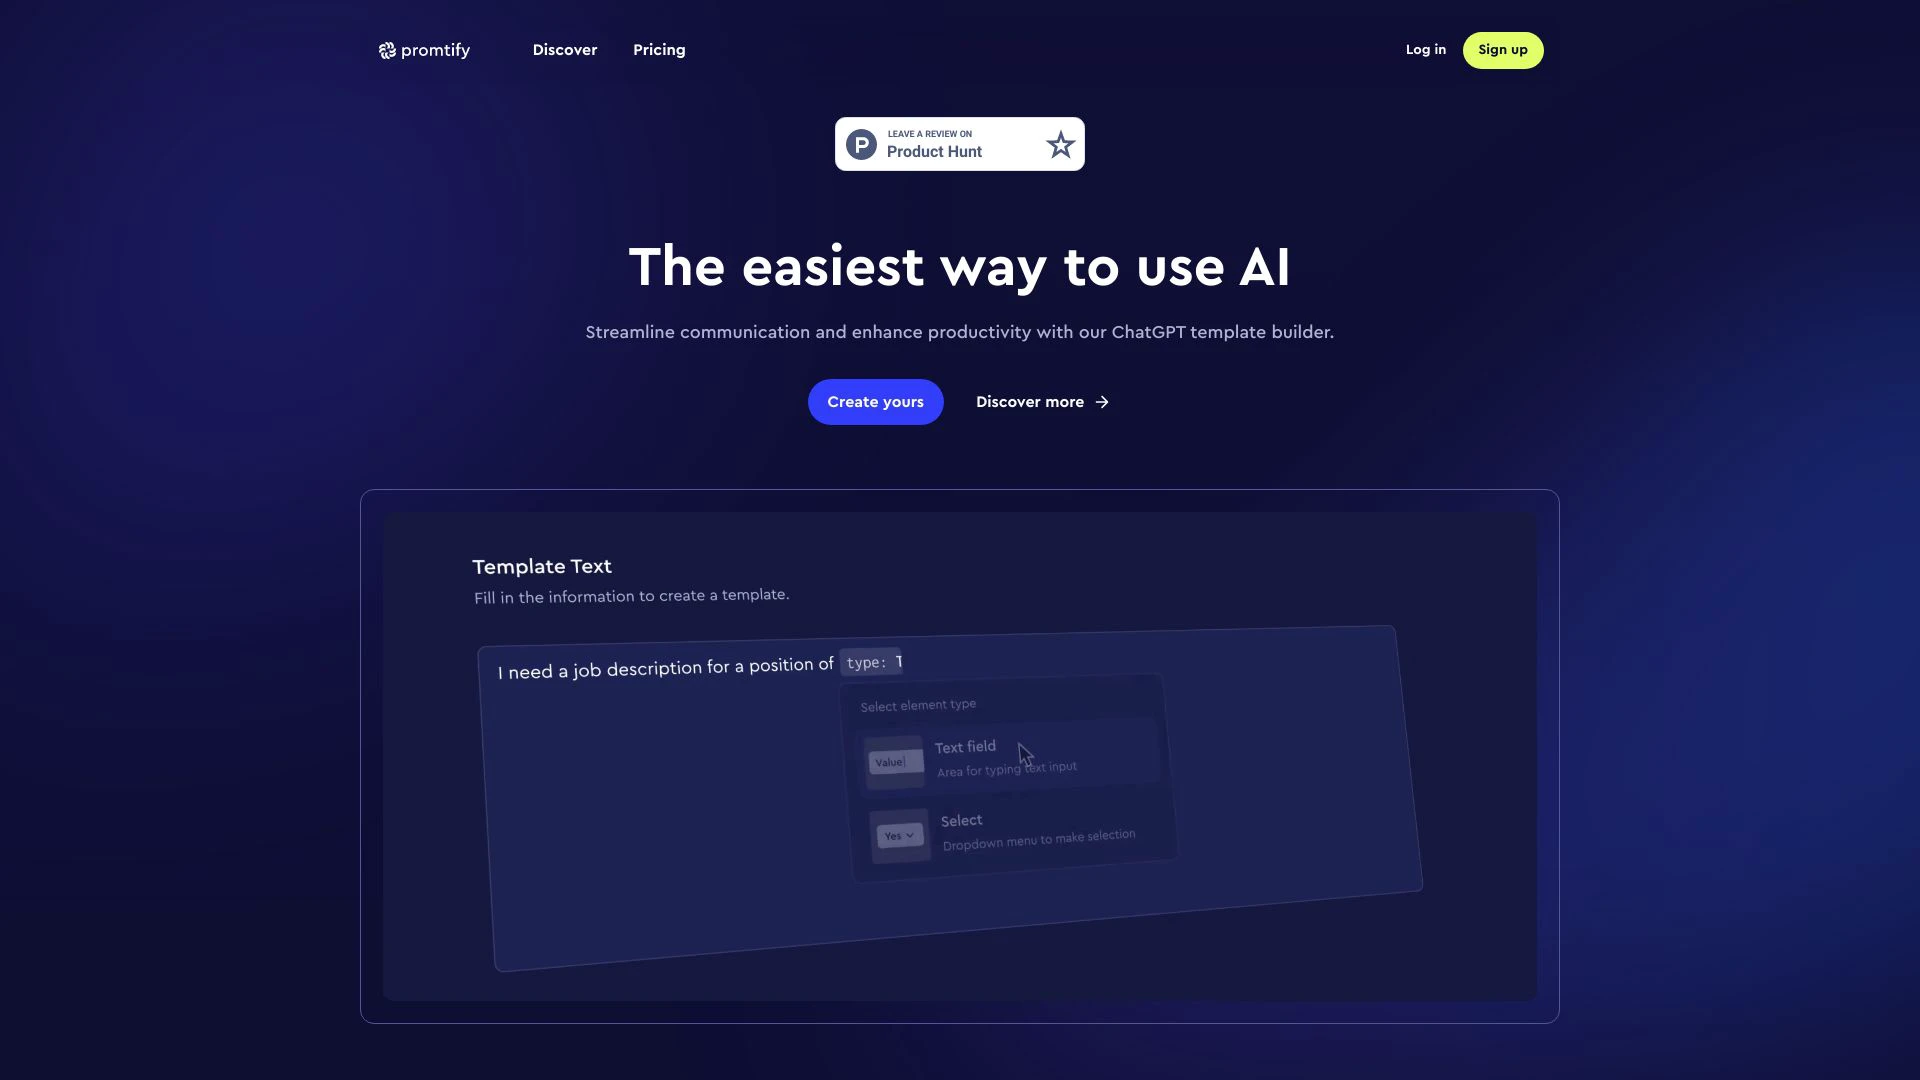 promtify
Discover
Pricing
Log in
Sign up
P
LEAVE A REVIEW ON
Product Hunt
The easiest way to use AI
Streamline communication and enhance productivity with our ChatGPT template builder.
Create yours
Discover more →
Template Text
Fill in the information to create a template.
I need a job description for a position of type: T
Select element type
Value
Text field
Area for typing text input
Yes
Select
Dropdown menu to make selection